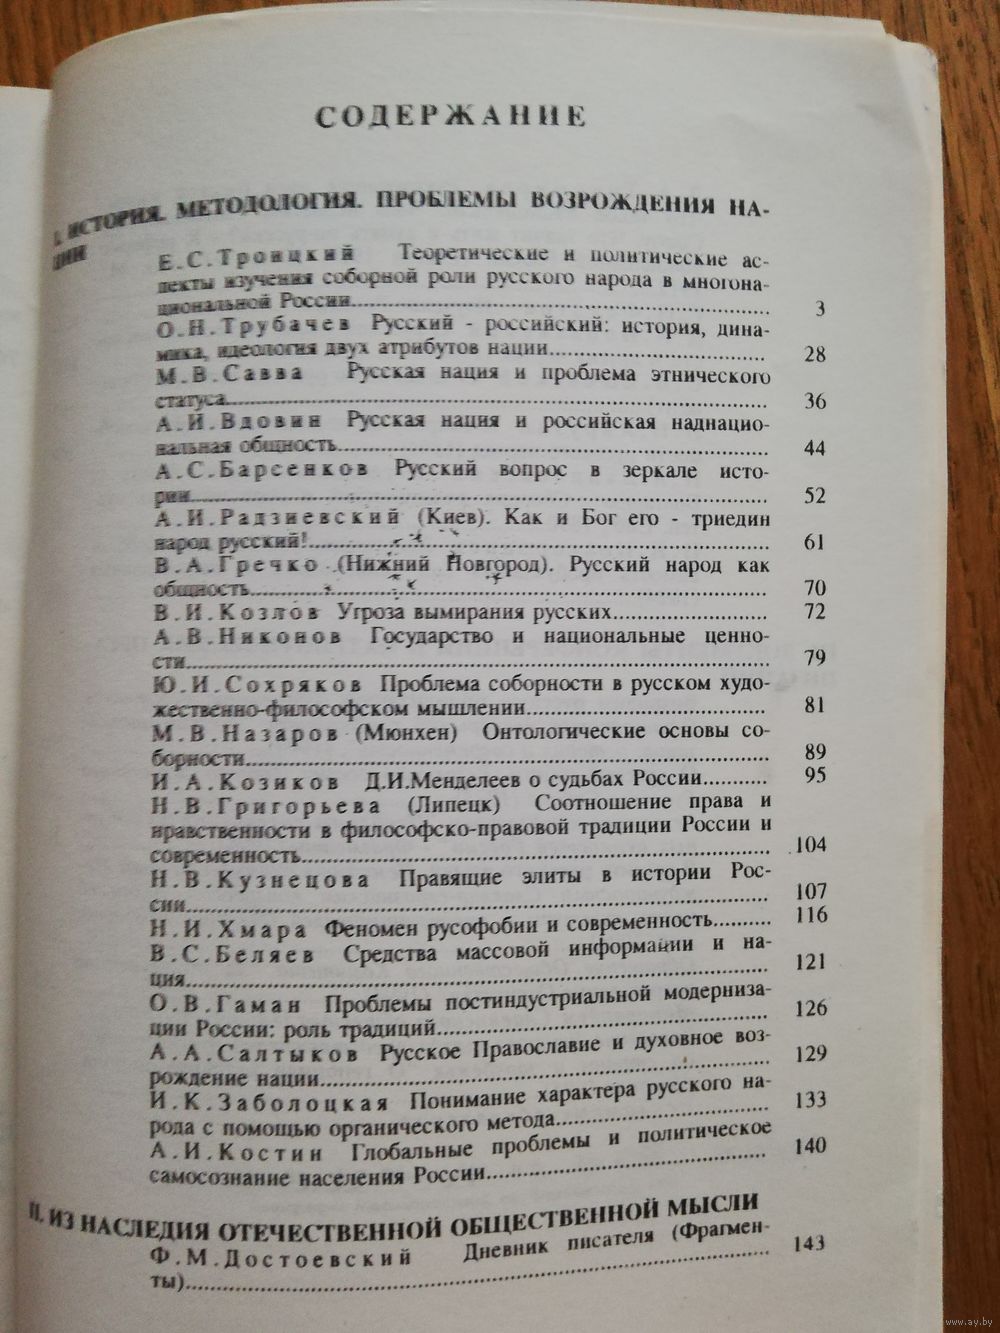 СОДЕРЖАНИЕ
I. ИСТОРИЯ. МЕТОДОЛОГИЯ. ПРОБЛЕМЫ ВОЗРОЖДЕНИЯ НА-
ЦИИ
Е.С.Троицкий Теоретические и политические ас-
пекты изучения соборной роли русского народа в многона-
циональной России........ 3
О.Н.Трубачев Русский - российский: история, дина-
мика, идеология двух атрибутов нации........ 28
М.В.Савва Русская нация и проблема этнического
статуса........ 36
А.И.Вдовин Русская нация и российская наднацио-
нальная общность........ 44
А.С.Барсенков Русский вопрос в зеркале исто-
рии........ 52
А.И.Радзиевский (Киев). Как и Бог его - триедин
народ русский!........ 61
В.А.Гречко (Нижний Новгород). Русский народ как
общность........ 70
В.И.Козлов Угроза вымирания русских........ 72
А.В.Никонов Государство и национальные ценно-
сти........ 79
Ю.И.Сохряков Проблема соборности в русском худо-
жественно-философском мышлении........ 81
М.В.Назаров (Мюнхен) Онтологические основы со-
борности........ 89
И.А.Козиков Д.И.Менделеев о судьбах России........ 95
Н.В.Григорьева (Липецк) Соотношение права и
нравственности в философско-правовой традиции России и
современность........ 104
Н.В.Кузнецова Правящие элиты в истории Рос-
сии........ 107
Н.И.Хмара Феномен русофобии и современность........ 116
В.С.Беляев Средства массовой информации и на-
ция........ 121
О.В.Гаман Проблемы постиндустриальной модерниза-
ции России: роль традиций........ 126
А.А.Салтыков Русское Православие и духовное воз-
рождение нации........ 129
И.К.Заболоцкая Понимание характера русского на-
рода с помощью органического метода........ 133
А.И.Костин Глобальные проблемы и политическое
самосознание населения России........ 140
II. ИЗ НАСЛЕДИЯ ОТЕЧЕСТВЕННОЙ ОБЩЕСТВЕННОЙ МЫСЛИ
Ф.М.Достоевский Дневник писателя (Фрагмен-
ты)........ 143
www.ay.by